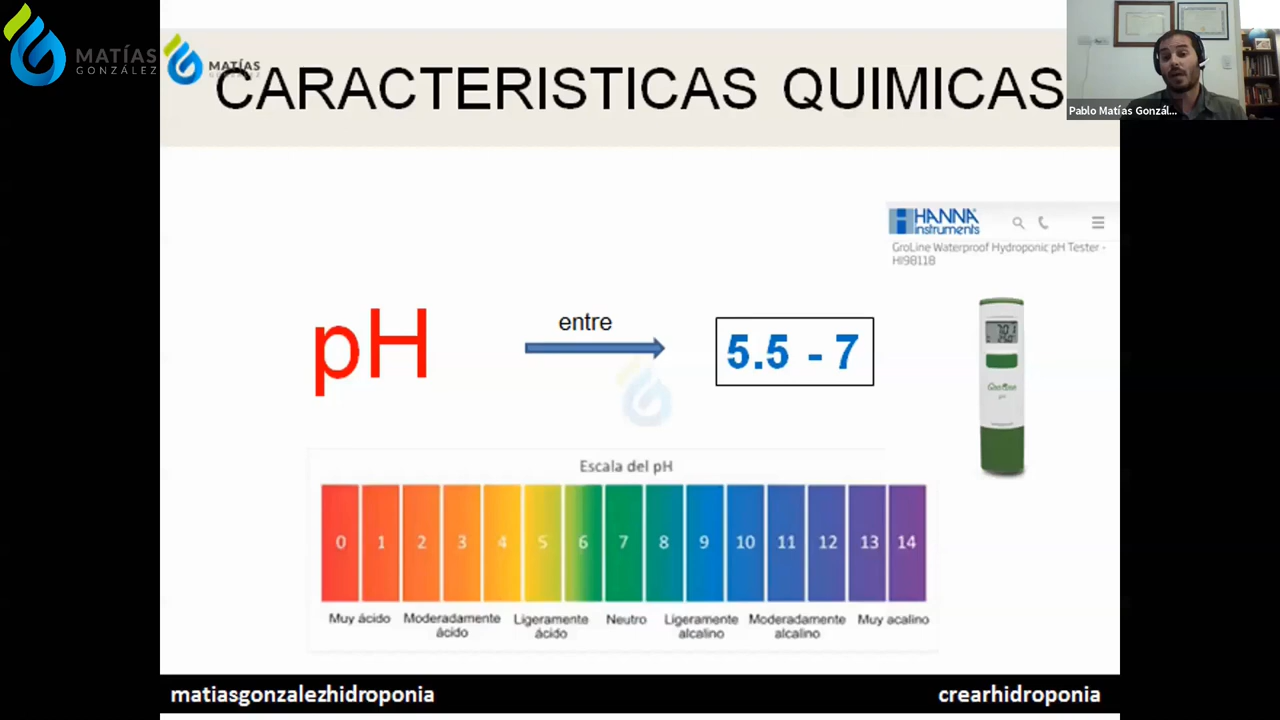 MATÍAS
GONZÁLEZ
MATÍAS
CARACTERISTICAS QUIMICAS
Pablo Matías Gonzál...
HANNA
instruments
GroLine Waterproof Hydroponic pH Tester -
HI98118
pH
entre
5.5 - 7
Escala del pH
0 1 2 3 4 5 6 7 8 9 10 11 12 13 14
Muy ácido
Moderadamente
ácido
Ligeramente
ácido
Neutro
Ligeramente
alcalino
Moderadamente
alcalino
Muy acalino
matiasgonzalezhidroponia
crearhidroponia